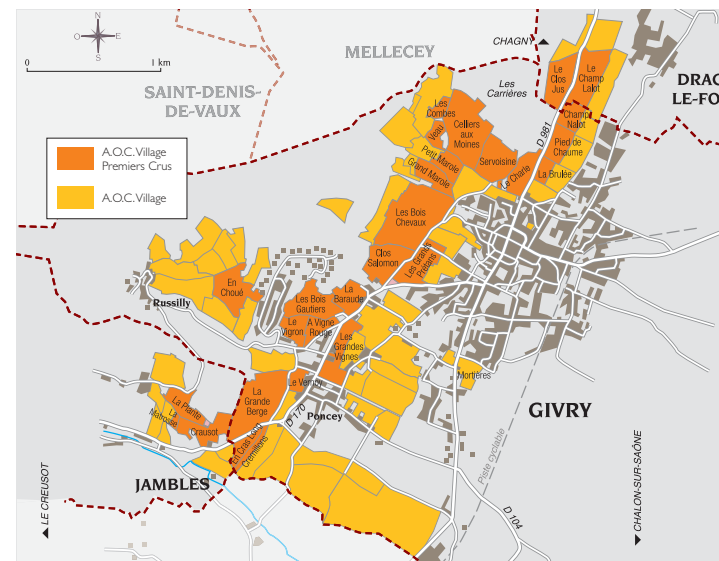 N
O
E
S
0
1 km
MELLECEY
CHAGNY
SAINT-DENIS-
DE-VAUX
Les
Carrières
Le
Clos
Jus
Le
Champ
Lalot
DRAC
LE-FO
A.O.C. Village
Premiers Crus
A.O.C. Village
Les
Combes
Veau
Celliers
aux
Moines
Champ
Nalot
D 981
Petit Marole
Grand Marole
Servoisine
Pied de
Chaume
Le Charle
La Brulée
Les Bois
Chevaux
Clos
Salomon
Les Grands
Prétans
En
Choué
Russilly
Les Bois
Gautiers
La
Baraude
Le
Vigron
A Vigne
Rouge
Les
Grandes
Vignes
Le Vernoy
Mortières
La Plante
La
Matrosse
Crausot
La
Grande
Berge
En Cras Long
Crémillons
D 170
Poncey
GIVRY
JAMBLES
LE CREUSOT
Piste cyclable
D 104
CHALON-SUR-SAÔNE